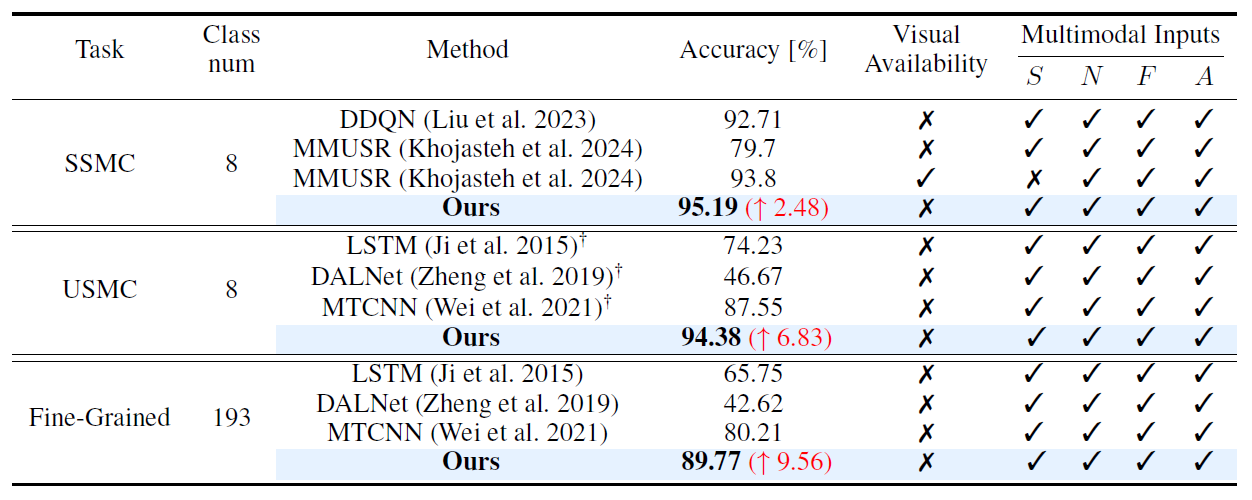 Task Class num Method Accuracy [%] Visual Availability Multimodal Inputs
S N F A
SSMC 8
DDQN (Liu et al. 2023) 92.71 ✗ ✓ ✓ ✓ ✓
MMUSR (Khojasteh et al. 2024) 79.7 ✗ ✓ ✓ ✓ ✓
MMUSR (Khojasteh et al. 2024) 93.8 ✓ ✗ ✓ ✓ ✓
Ours 95.19 (↑ 2.48) ✗ ✓ ✓ ✓ ✓
USMC 8
LSTM (Ji et al. 2015)† 74.23 ✗ ✓ ✓ ✓ ✓
DALNet (Zheng et al. 2019)† 46.67 ✗ ✓ ✓ ✓ ✓
MTCNN (Wei et al. 2021)† 87.55 ✗ ✓ ✓ ✓ ✓
Ours 94.38 (↑ 6.83) ✗ ✓ ✓ ✓ ✓
Fine-Grained 193
LSTM (Ji et al. 2015) 65.75 ✗ ✓ ✓ ✓ ✓
DALNet (Zheng et al. 2019) 42.62 ✗ ✓ ✓ ✓ ✓
MTCNN (Wei et al. 2021) 80.21 ✗ ✓ ✓ ✓ ✓
Ours 89.77 (↑ 9.56) ✗ ✓ ✓ ✓ ✓